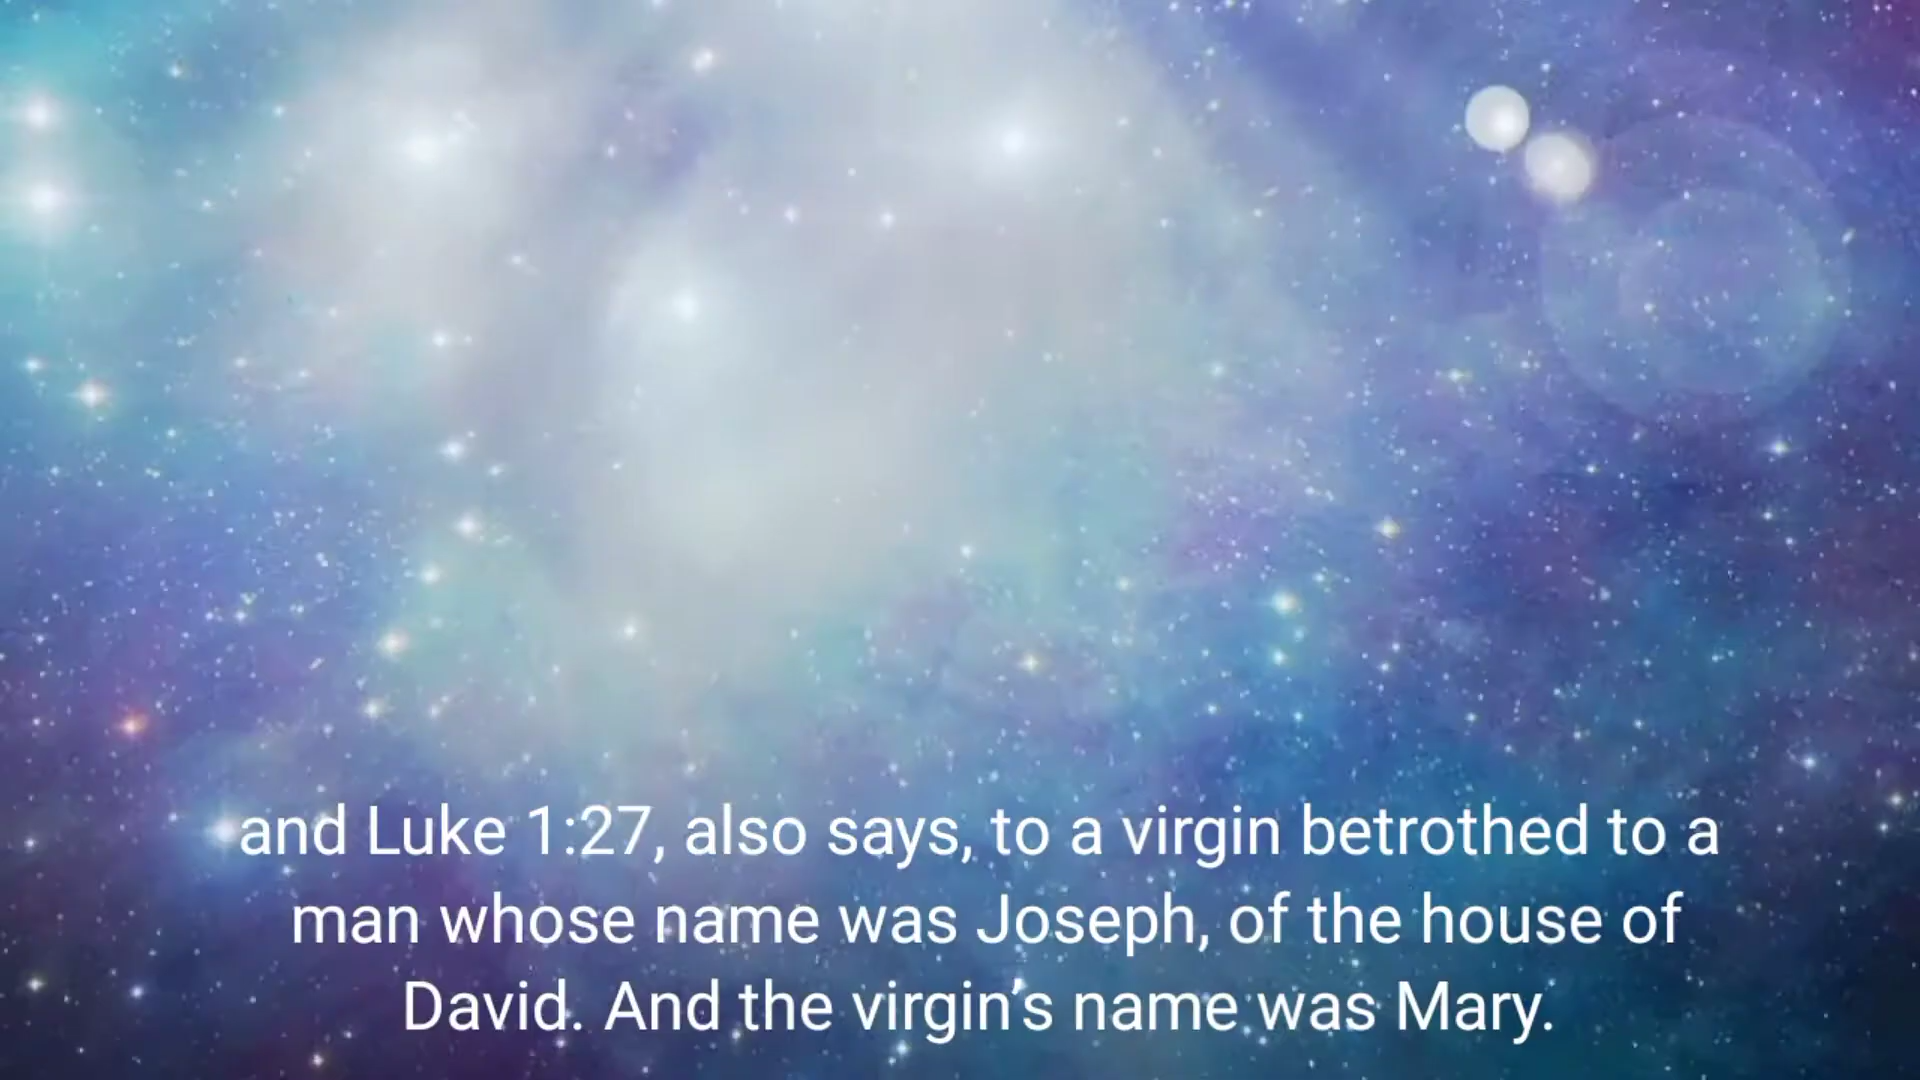 and Luke 1:27, also says, to a virgin betrothed to a
man whose name was Joseph, of the house of
David. And the virgin's name was Mary.